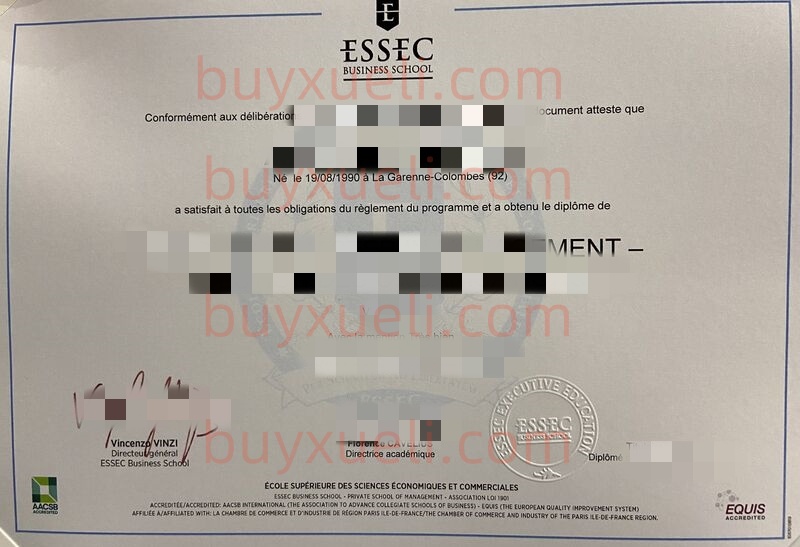 E
ESSEC
BUSINESS SCHOOL
buyxueli.com
Conformément aux délibération ocument atteste que
buyxueli.com
Né le 19/08/1990 à La Garenne-Colombes (92)
a satisfait à toutes les obligations du règlement du programme et a obtenu le diplôme de
EMENT –
buyxueli.com
ESSEC EXECUTIVE EDUCATION
ESSEC
BUSINESS SCHOOL
buyxueli.com
Vincenzo VINZI
Directeur général
ESSEC Business School
Florence CAVELIUS
Directrice académique
Diplômé
ÉCOLE SUPÉRIEURE DES SCIENCES ÉCONOMIQUES ET COMMERCIALES
ESSEC BUSINESS SCHOOL - PRIVATE SCHOOL OF MANAGEMENT - ASSOCIATION LOI 1901
ACCREDITÉE/ACCREDITED: AACSB INTERNATIONAL (THE ASSOCIATION TO ADVANCE COLLEGIATE SCHOOLS OF BUSINESS) - EQUIS (THE EUROPEAN QUALITY IMPROVEMENT SYSTEM)
AFFILIÉE À/AFFILIATED WITH: LA CHAMBRE DE COMMERCE ET D'INDUSTRIE DE RÉGION PARIS ILE-DE-FRANCE/THE CHAMBER OF COMMERCE AND INDUSTRY OF THE PARIS ILE-DE-FRANCE REGION.
AACSB
ACCREDITED
EQUIS
ACCREDITED